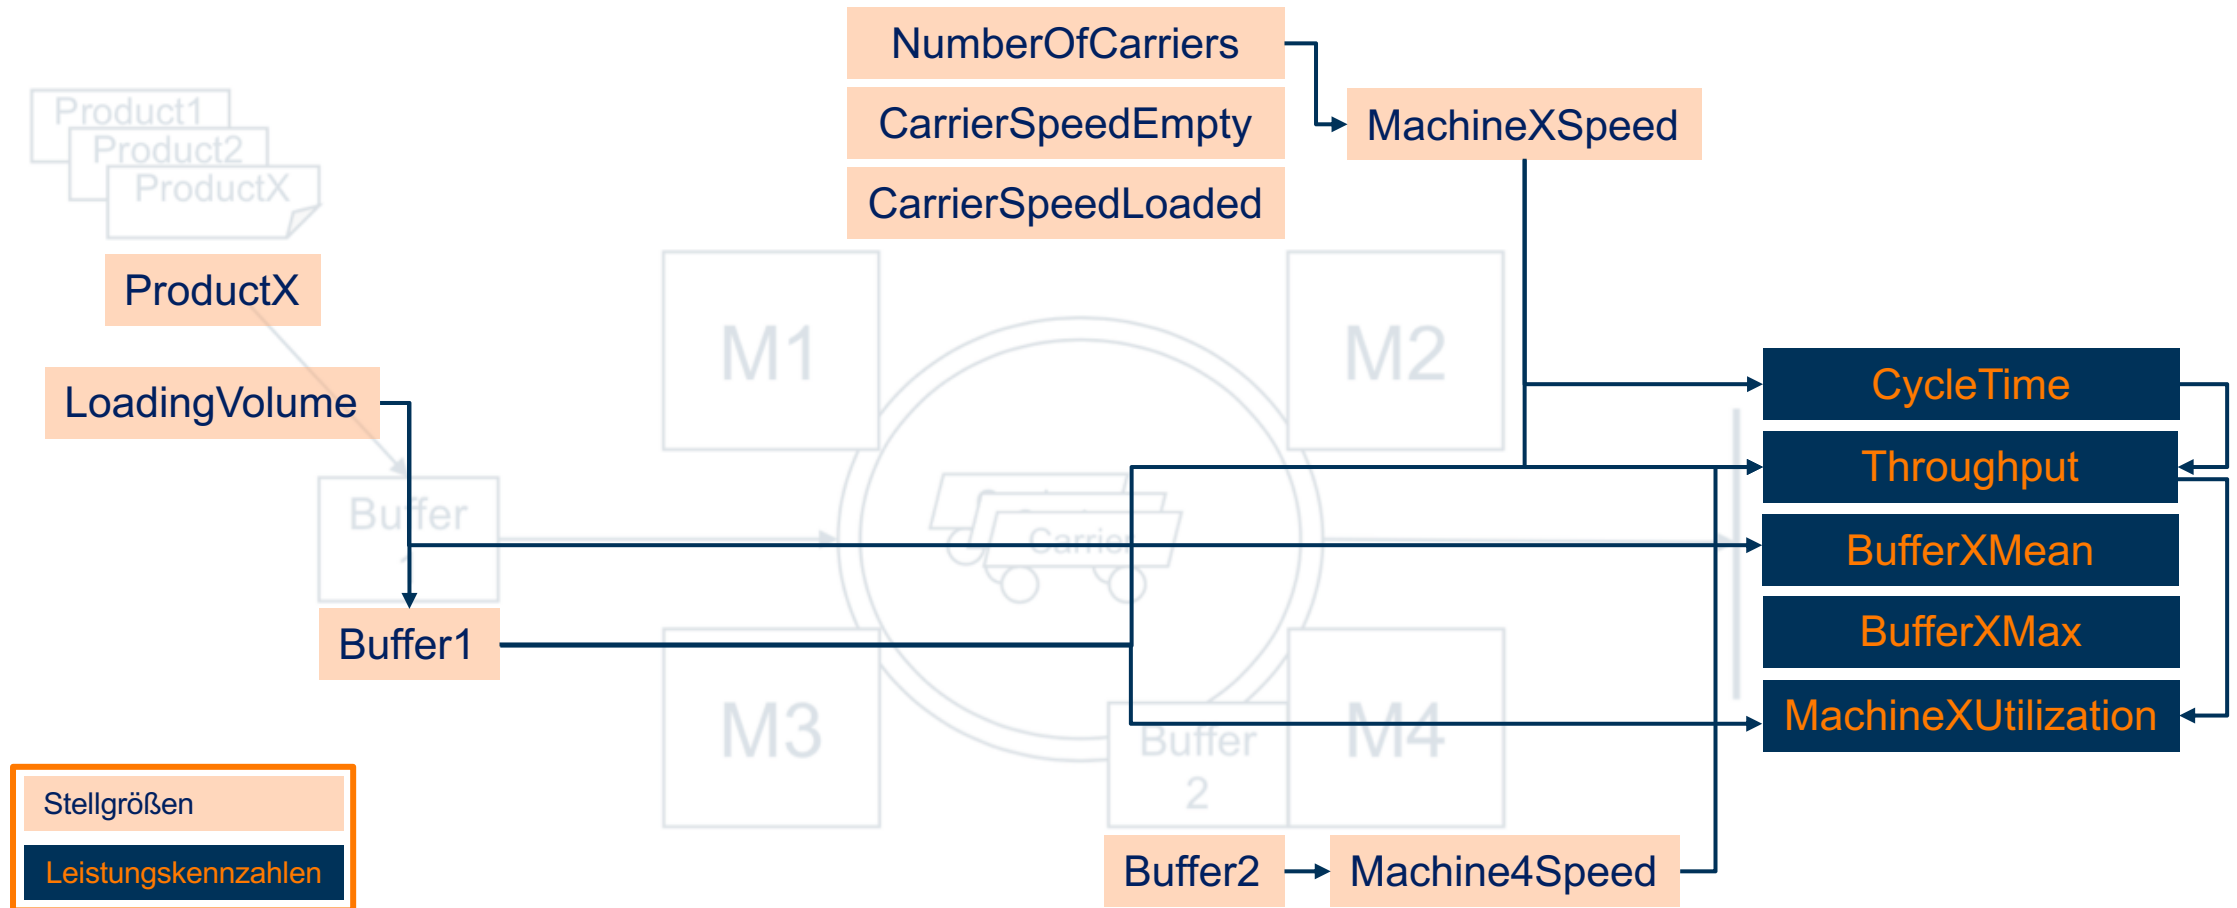 NumberOfCarriers
CarrierSpeedEmpty
CarrierSpeedLoaded
MachineXSpeed
Product1
Product2
ProductX
ProductX
LoadingVolume
M1
M2
CycleTime
Throughput
BufferXMean
BufferXMax
MachineXUtilization
Buffer
Carrier
Buffer1
M3
M4
Buffer
2
Stellgrößen
Leistungskennzahlen
Buffer2
Machine4Speed